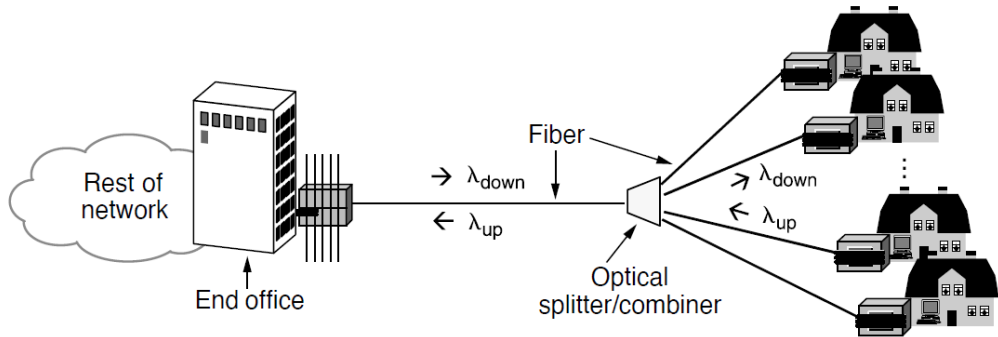 Rest of
network
End office
→ λdown
← λup
Fiber
Optical
splitter/combiner
→ λdown
← λup